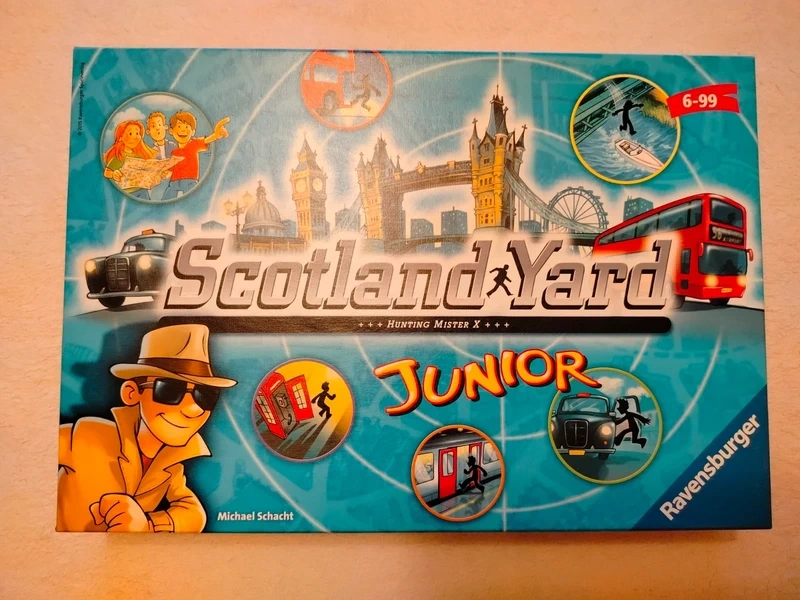 6-99
Scotland Yard
+ + + HUNTING MISTER X + + +
JUNIOR
Michael Schacht
Ravensburger